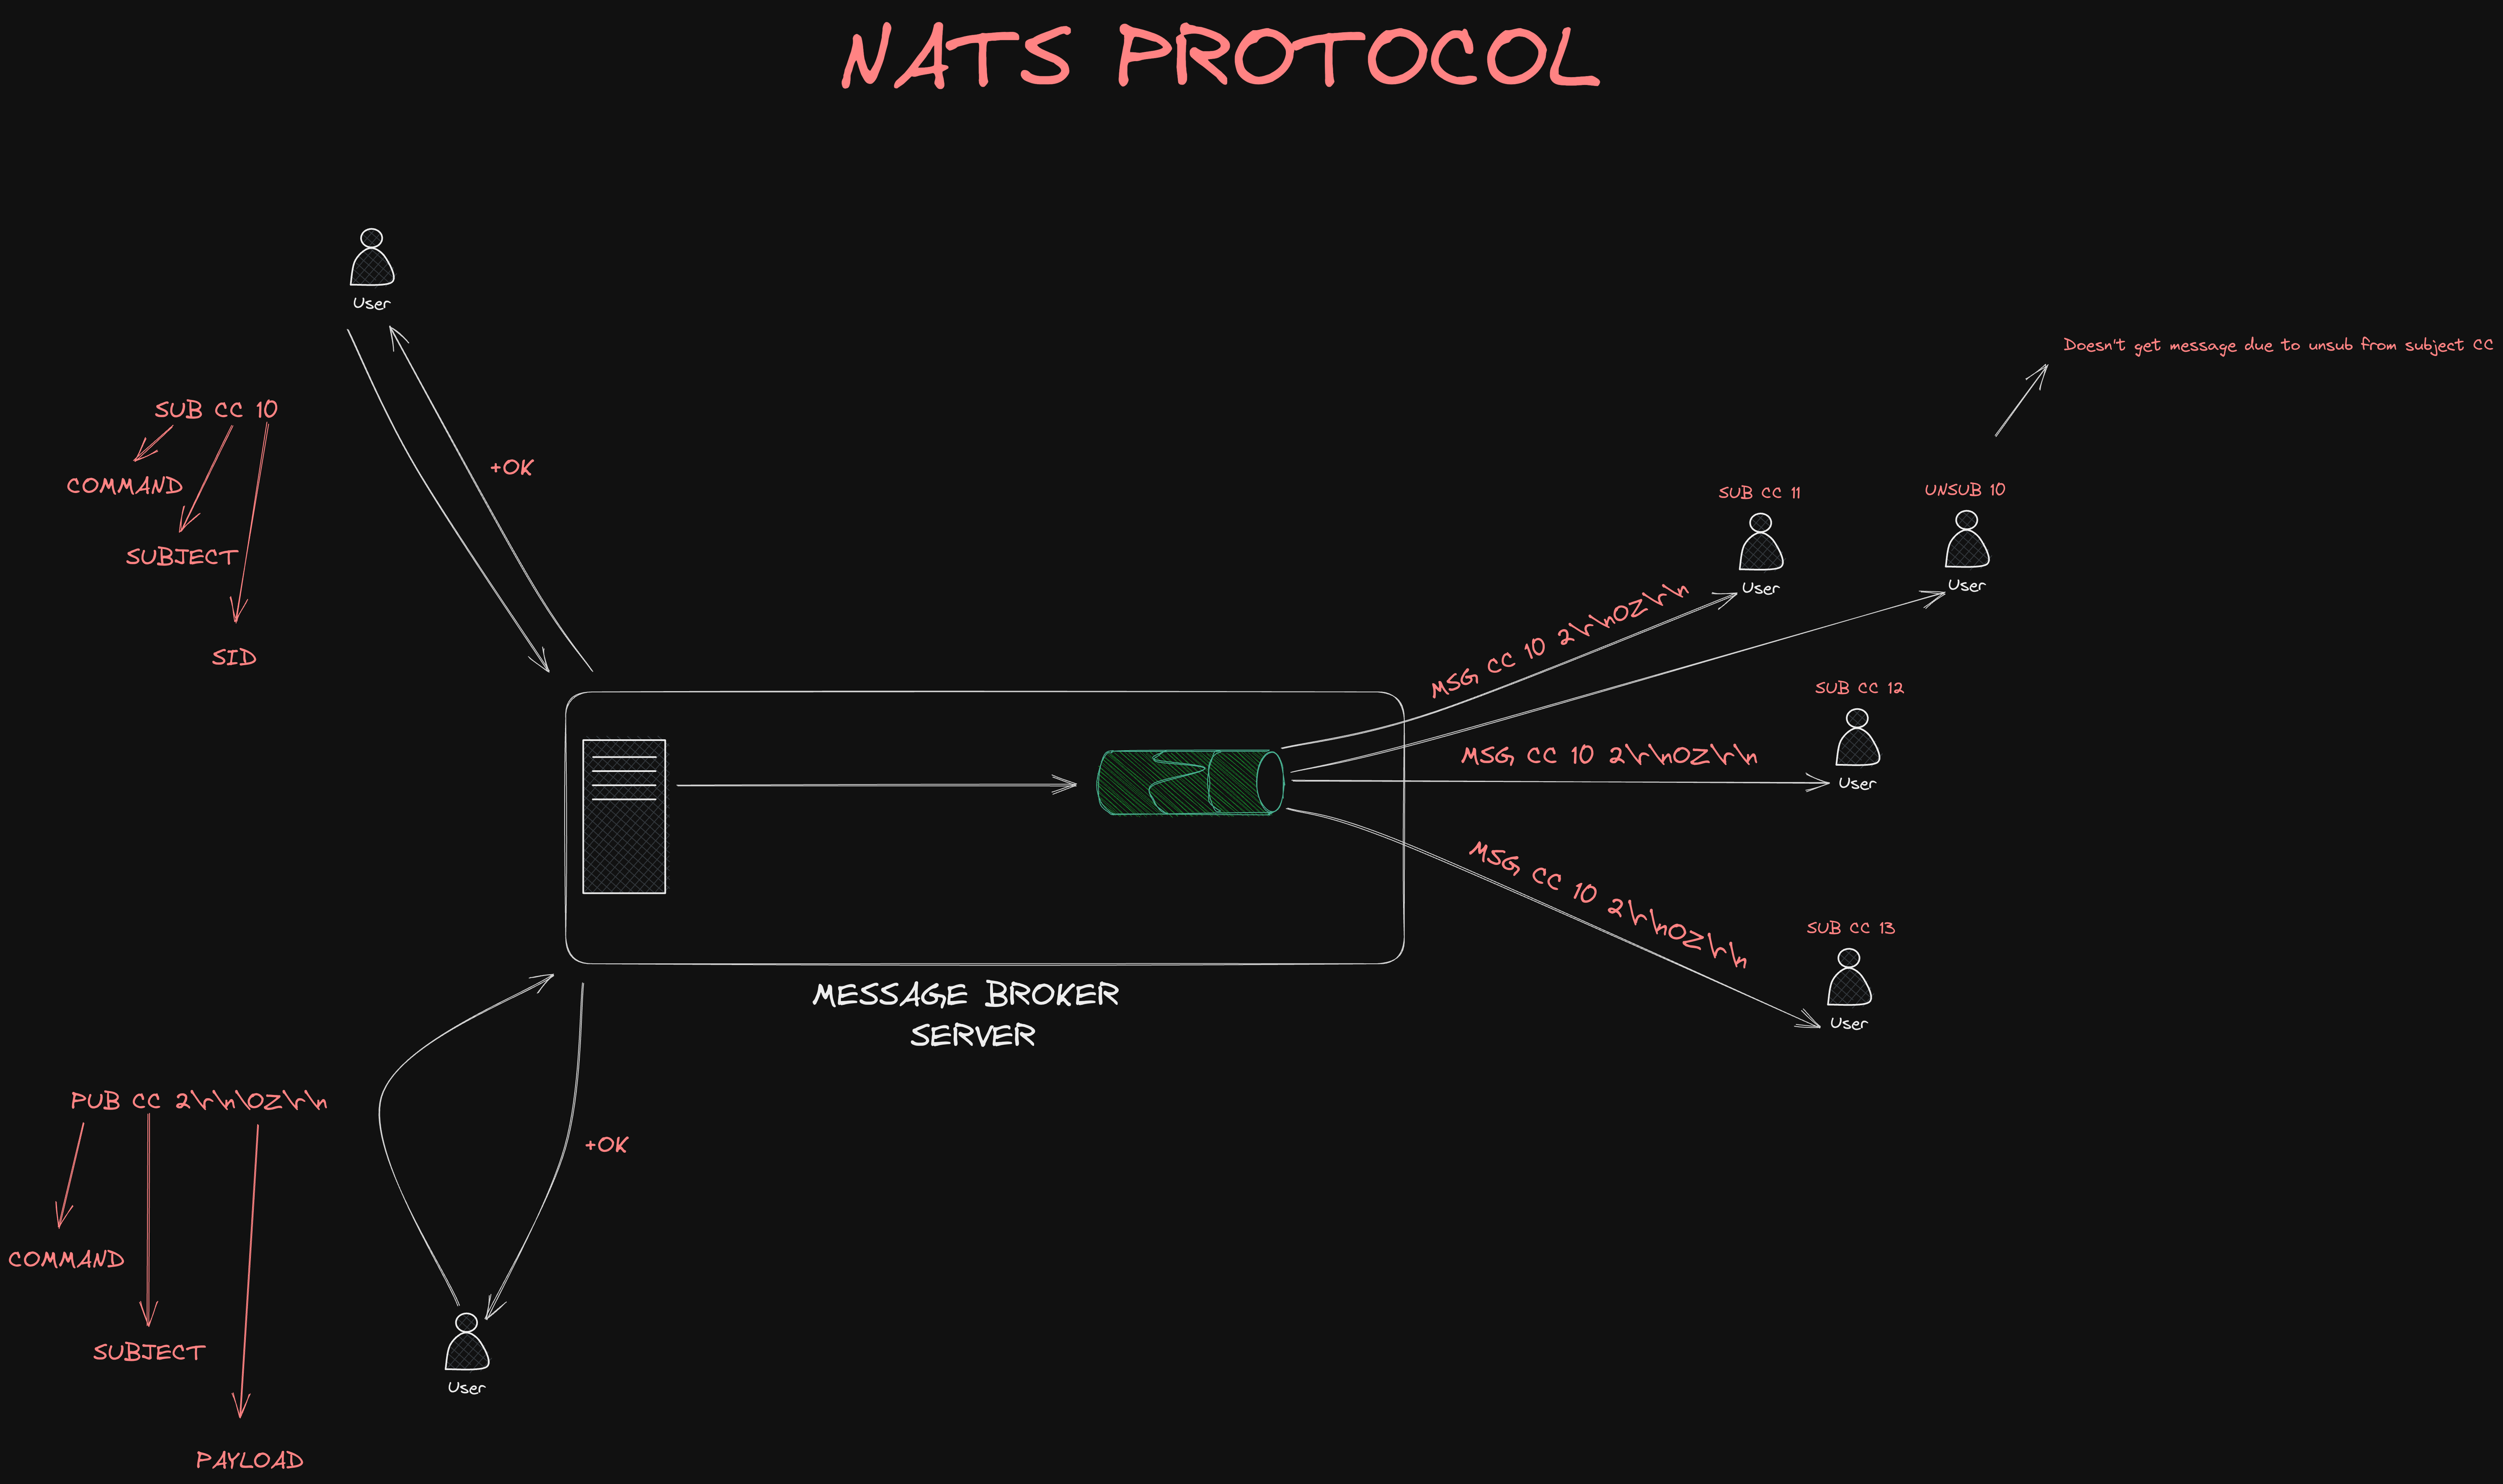 NATS PROTOCOL
User
Doesn't get message due to unsub from subject CC
SUB CC 10
+OK
COMMAND
SUBJECT
SID
SUB CC 11
UNSUB 10
User
User
MSG CC 10 2\r\nOZ\r\n
SUB CC 12
MSG CC 10 2\r\nOZ\r\n
User
MSG CC 10 2\r\nOZ\r\n
SUB CC 13
User
MESSAGE BROKER
SERVER
PUB CC 2\r\n\OZ\r\n
+OK
COMMAND
SUBJECT
User
PAYLOAD